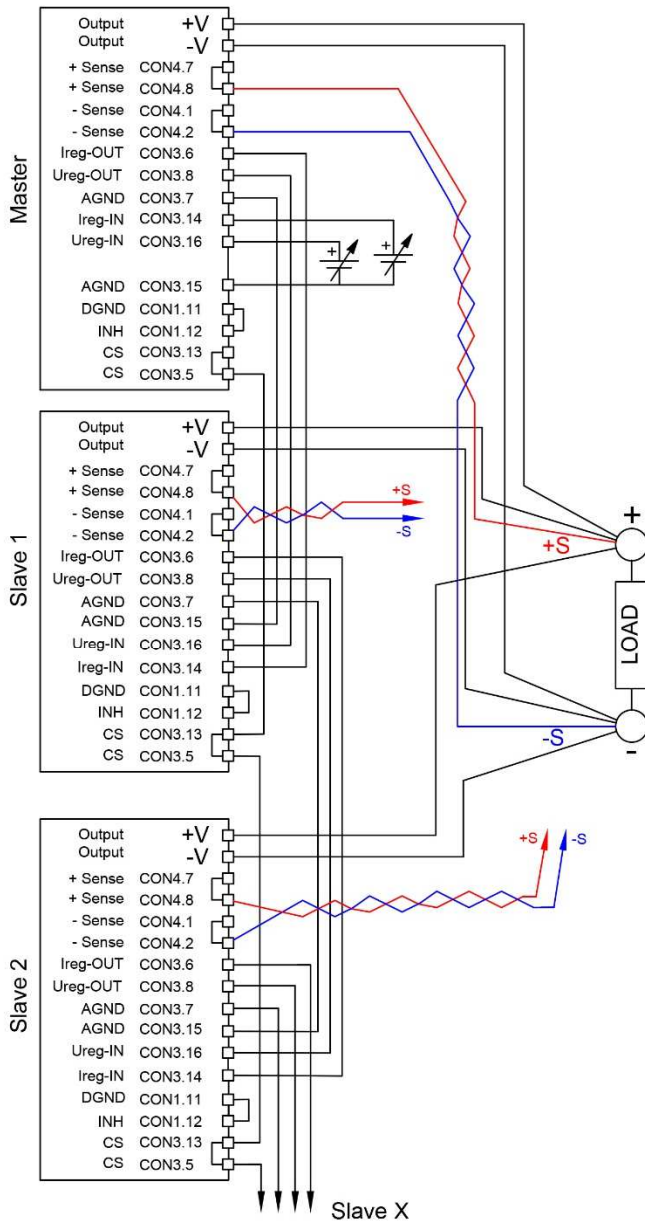 Master
Output +V
Output -V
+ Sense CON4.7
+ Sense CON4.8
- Sense CON4.1
- Sense CON4.2
Ireg-OUT CON3.6
Ureg-OUT CON3.8
AGND CON3.7
Ireg-IN CON3.14
Ureg-IN CON3.16
+ +
AGND CON3.15
DGND CON1.11
INH CON1.12
CS CON3.13
CS CON3.5
Slave 1
Output +V
Output -V
+ Sense CON4.7
+ Sense CON4.8
- Sense CON4.1
- Sense CON4.2
Ireg-OUT CON3.6
Ureg-OUT CON3.8
AGND CON3.7
AGND CON3.15
Ureg-IN CON3.16
Ireg-IN CON3.14
DGND CON1.11
INH CON1.12
CS CON3.13
CS CON3.5
+S
-S
+
+S
LOAD
-S
-
Slave 2
Output +V
Output -V
+ Sense CON4.7
+ Sense CON4.8
- Sense CON4.1
- Sense CON4.2
Ireg-OUT CON3.6
Ureg-OUT CON3.8
AGND CON3.7
AGND CON3.15
Ureg-IN CON3.16
Ireg-IN CON3.14
DGND CON1.11
INH CON1.12
CS CON3.13
CS CON3.5
+S -S
Slave X